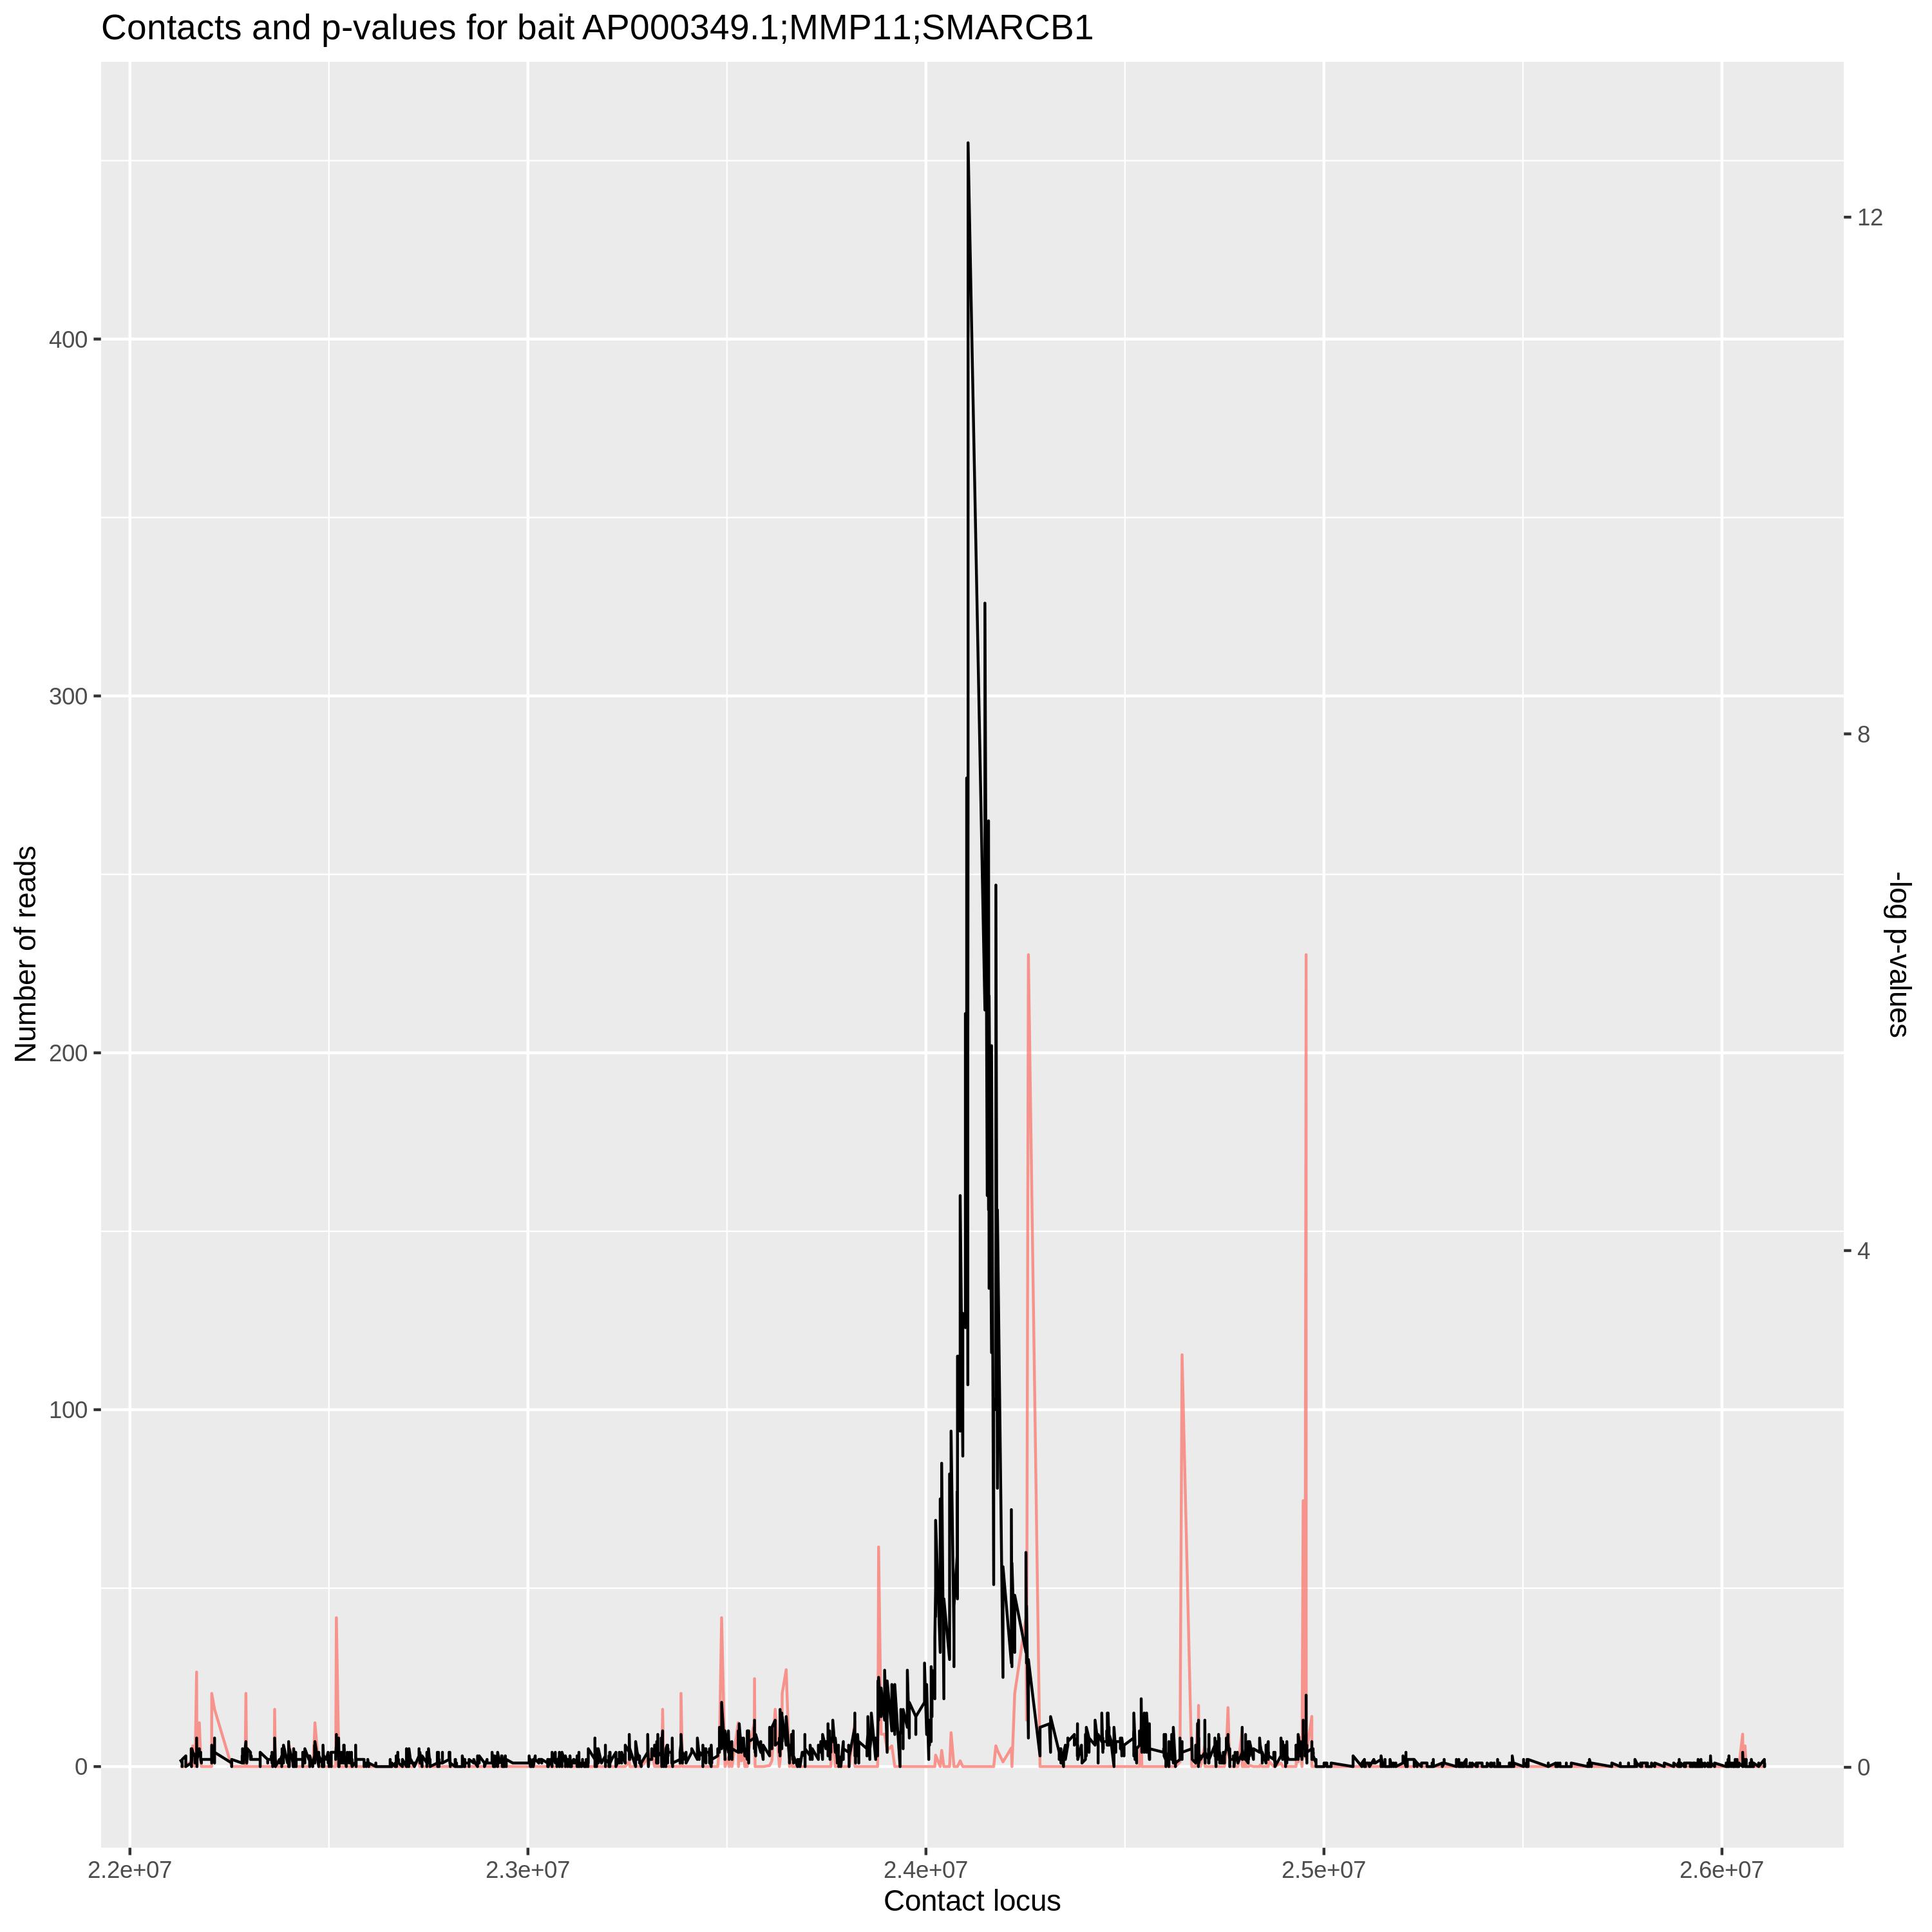 Contacts and p-values for bait AP000349.1;MMP11;SMARCB1
400
300
200
100
0
12
8
4
0
Number of reads
-log p-values
2.2e+07
2.3e+07
2.4e+07
2.5e+07
2.6e+07
Contact locus